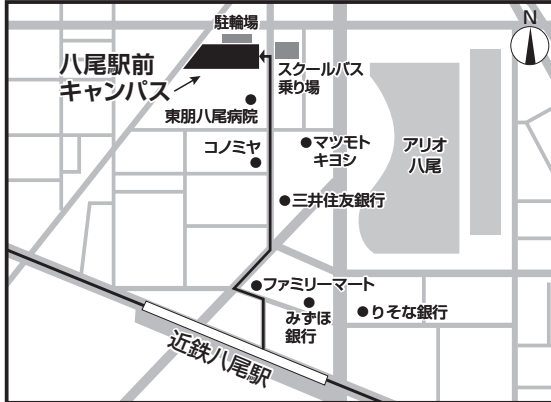 駐輪場
N
八尾駅前
キャンパス
スクールバス
乗り場
東朋八尾病院
コノミヤ
マツモト
キヨシ
アリオ
八尾
三井住友銀行
ファミリーマート
みずほ
銀行
りそな銀行
近鉄八尾駅